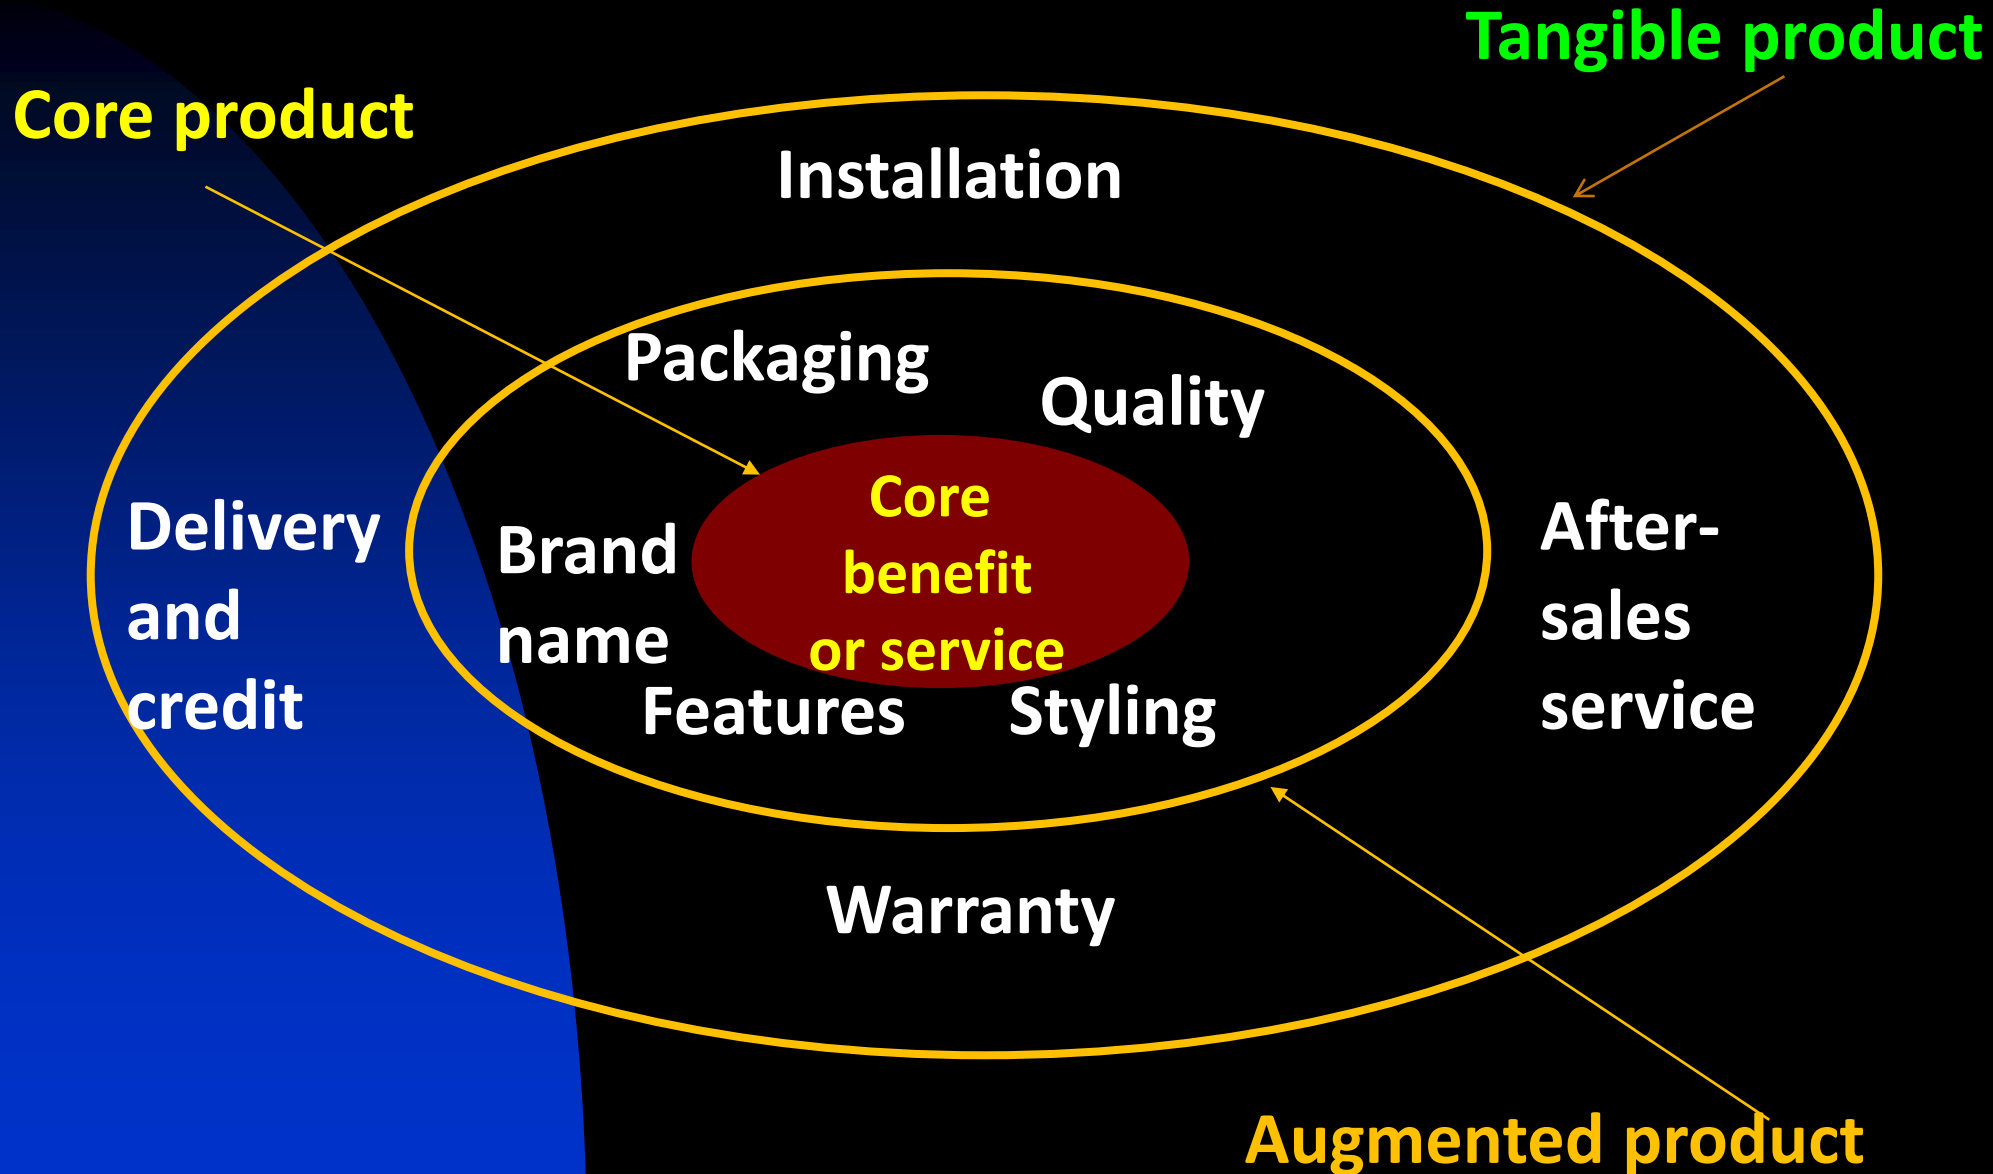 Tangible product
Core product
Installation
Packaging
Quality
Core
benefit
or service
Delivery
and
credit
Brand
name
After-
sales
service
Features
Styling
Warranty
Augmented product